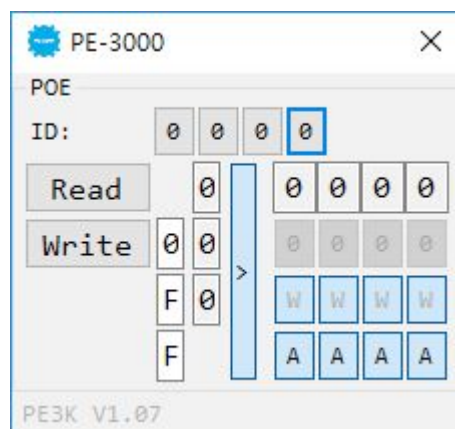 PE-3000
POE
ID: 0 0 0 0
Read 0 0 0 0 0
Write 0 0 0 0 0 0
>
F 0 W W W W
F A A A A
PE3K V1.07